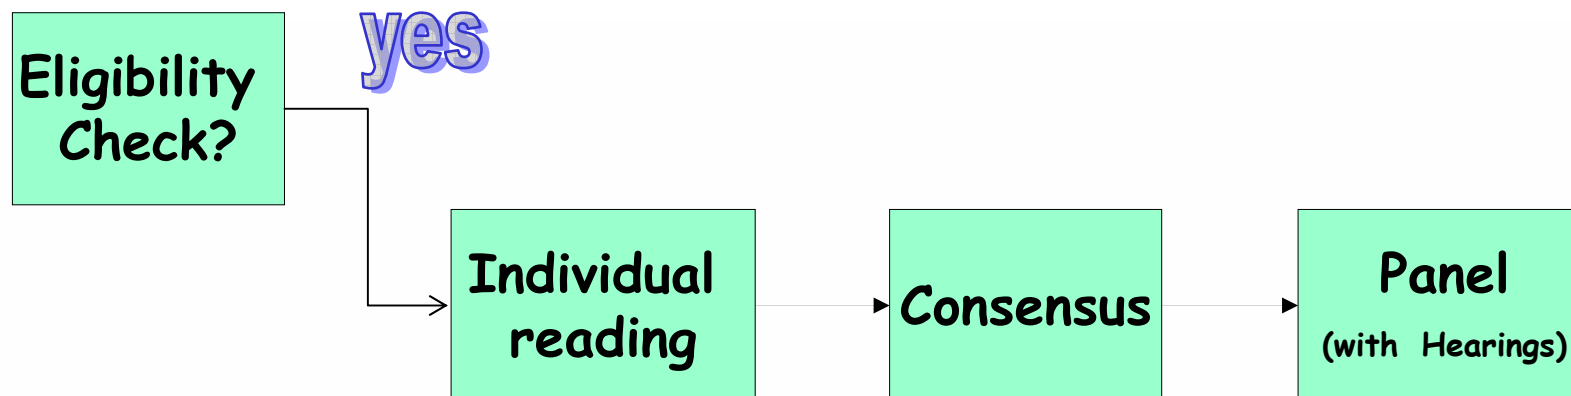 yes
Eligibility
Check?
Individual
reading
Consensus
Panel
(with Hearings)